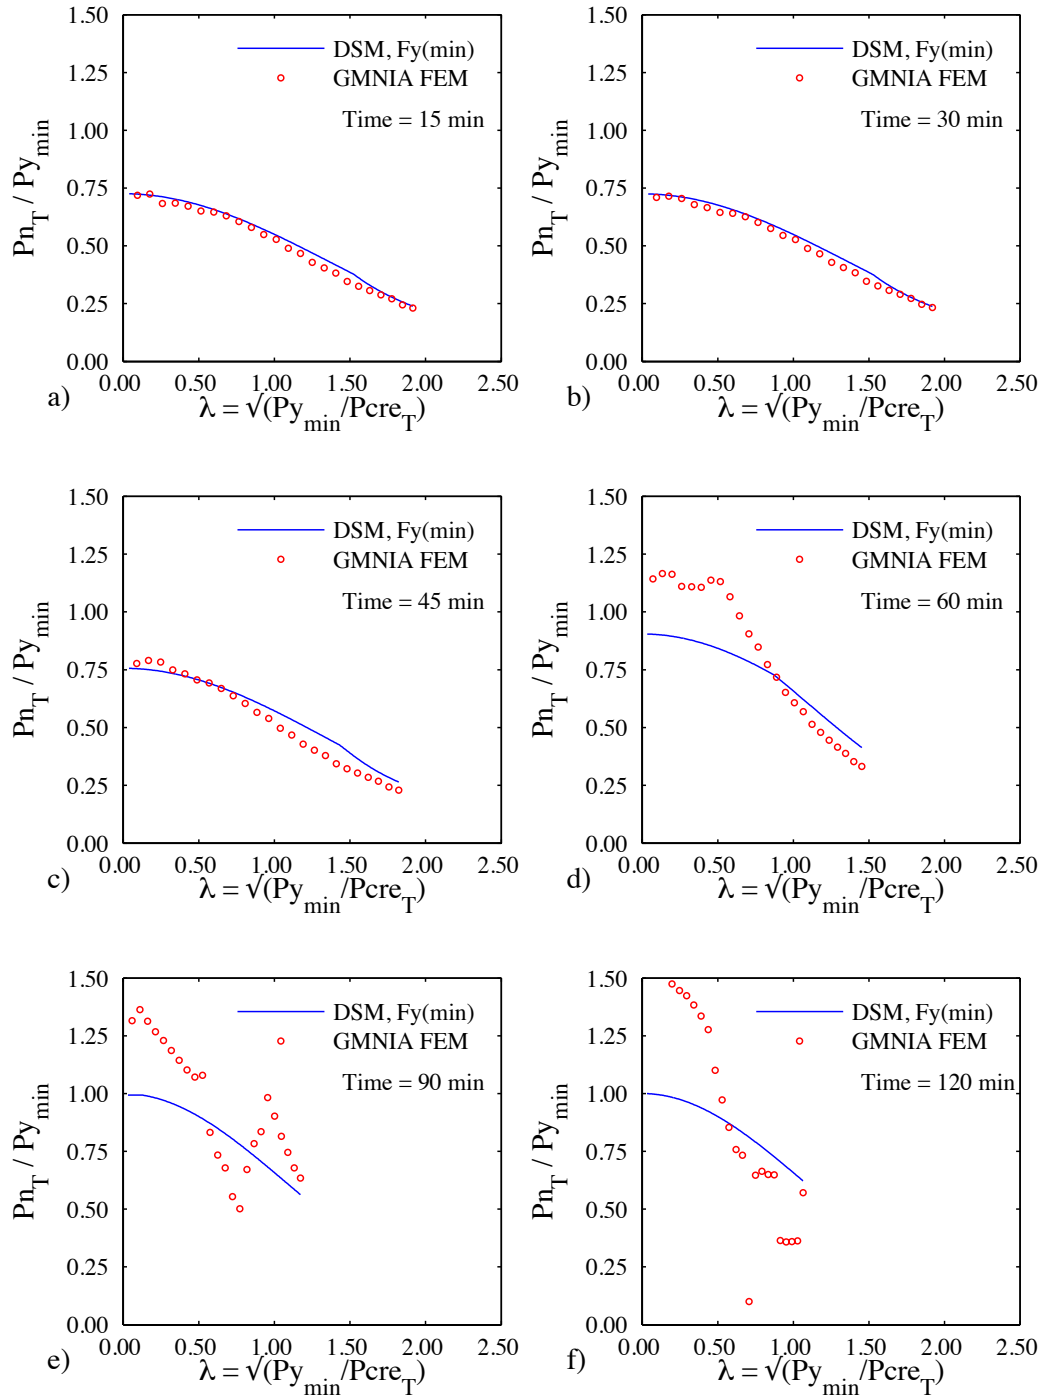 1.50
1.25
1.00
0.75
0.50
0.25
0.00
Pn_T / Py_min
DSM, Fy(min)
GMNIA FEM
Time = 15 min
0.00 0.50 1.00 1.50 2.00 2.50
a)
λ = √(Py_min/Pcre_T)
1.50
1.25
1.00
0.75
0.50
0.25
0.00
Pn_T / Py_min
DSM, Fy(min)
GMNIA FEM
Time = 30 min
0.00 0.50 1.00 1.50 2.00 2.50
b)
λ = √(Py_min/Pcre_T)
1.50
1.25
1.00
0.75
0.50
0.25
0.00
Pn_T / Py_min
DSM, Fy(min)
GMNIA FEM
Time = 45 min
0.00 0.50 1.00 1.50 2.00 2.50
c)
λ = √(Py_min/Pcre_T)
1.50
1.25
1.00
0.75
0.50
0.25
0.00
Pn_T / Py_min
DSM, Fy(min)
GMNIA FEM
Time = 60 min
0.00 0.50 1.00 1.50 2.00 2.50
d)
λ = √(Py_min/Pcre_T)
1.50
1.25
1.00
0.75
0.50
0.25
0.00
Pn_T / Py_min
DSM, Fy(min)
GMNIA FEM
Time = 90 min
0.00 0.50 1.00 1.50 2.00 2.50
e)
λ = √(Py_min/Pcre_T)
1.50
1.25
1.00
0.75
0.50
0.25
0.00
Pn_T / Py_min
DSM, Fy(min)
GMNIA FEM
Time = 120 min
0.00 0.50 1.00 1.50 2.00 2.50
f)
λ = √(Py_min/Pcre_T)